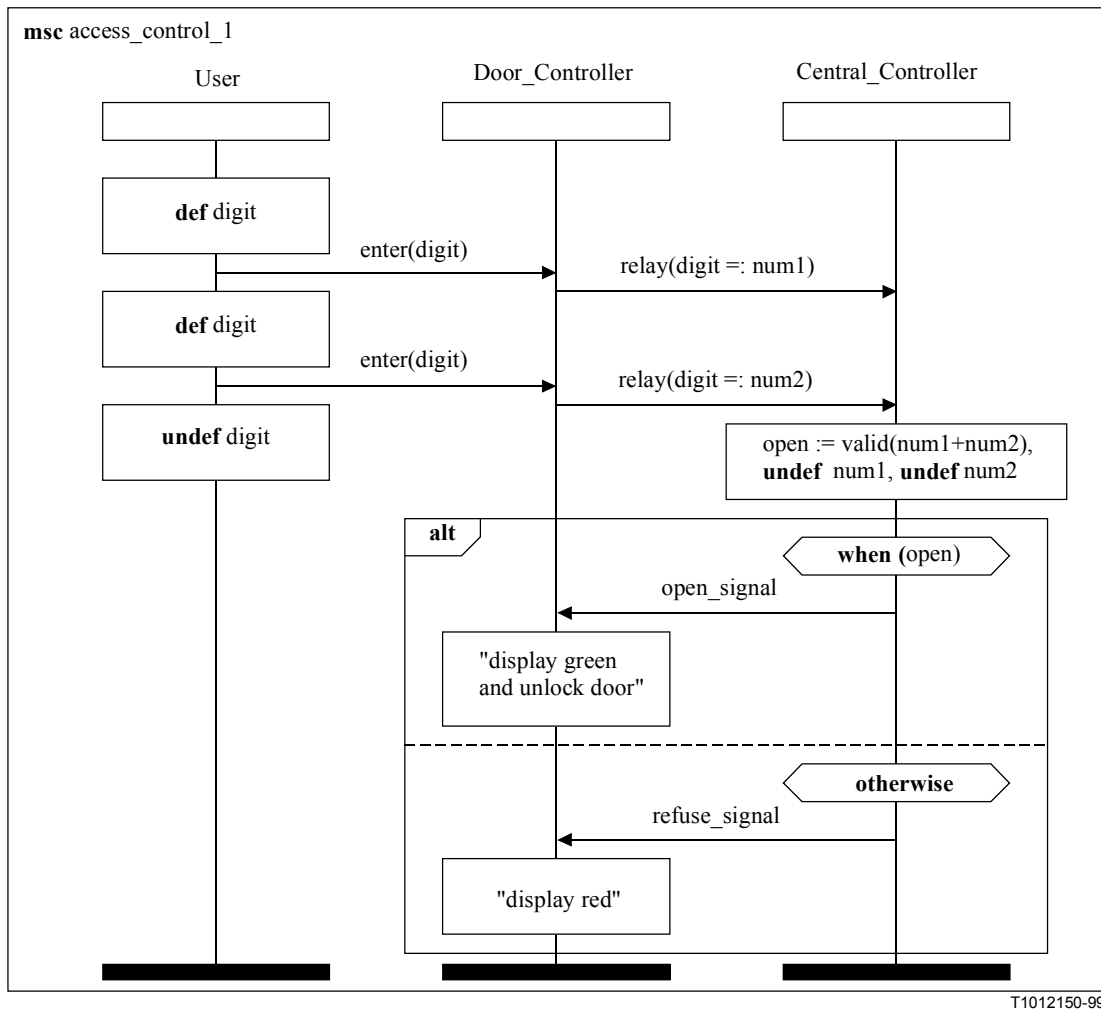 msc access_control_1
User
Door_Controller
Central_Controller
def digit
enter(digit)
relay(digit =: num1)
def digit
enter(digit)
relay(digit =: num2)
undef digit
open := valid(num1+num2),
undef num1, undef num2
alt
when (open)
open_signal
"display green
and unlock door"
otherwise
refuse_signal
"display red"
T1012150-99